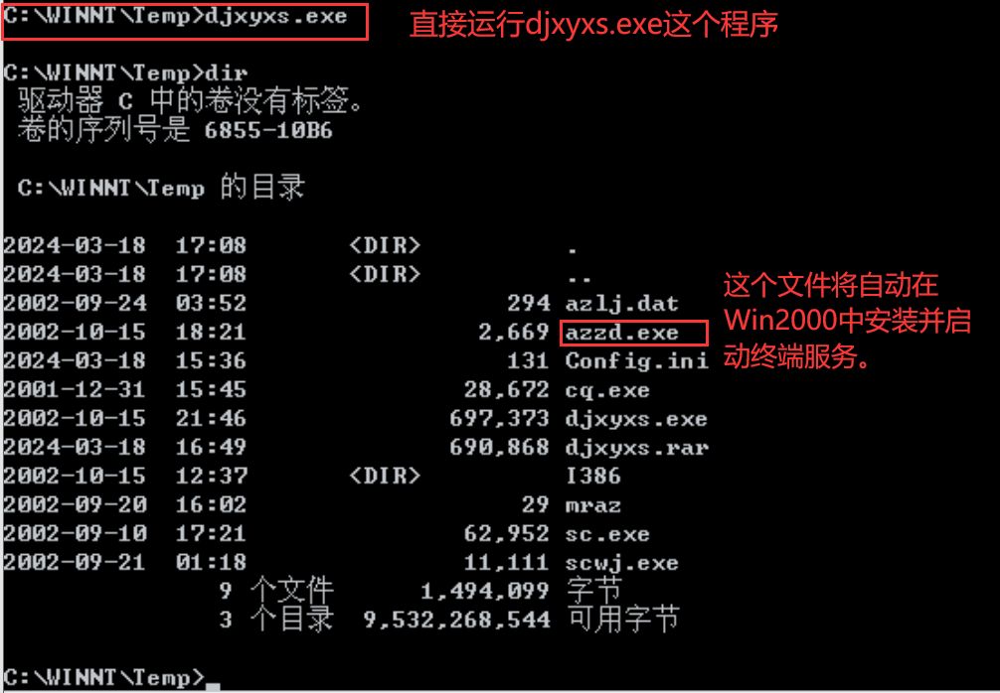 C:\WINNT\Temp>djxyxs.exe
直接运行djxyxs.exe这个程序
C:\WINNT\Temp>dir
驱动器 C 中的卷没有标签。
卷的序列号是 6855-10B6
C:\WINNT\Temp 的目录
2024-03-18 17:08 <DIR> .
2024-03-18 17:08 <DIR> ..
2002-09-24 03:52 294 azlj.dat
2002-10-15 18:21 2,669 azzd.exe
2024-03-18 15:36 131 Config.ini
2001-12-31 15:45 28,672 cq.exe
2002-10-15 21:46 697,373 djxyxs.exe
2024-03-18 16:49 690,868 djxyxs.rar
2002-10-15 12:37 <DIR> I386
2002-09-20 16:02 29 mraz
2002-09-10 17:21 62,952 sc.exe
2002-09-21 01:18 11,111 scwj.exe
9 个文件 1,494,099 字节
3 个目录 9,532,268,544 可用字节
这个文件将自动在
Win2000中安装并启
动终端服务。
C:\WINNT\Temp>_